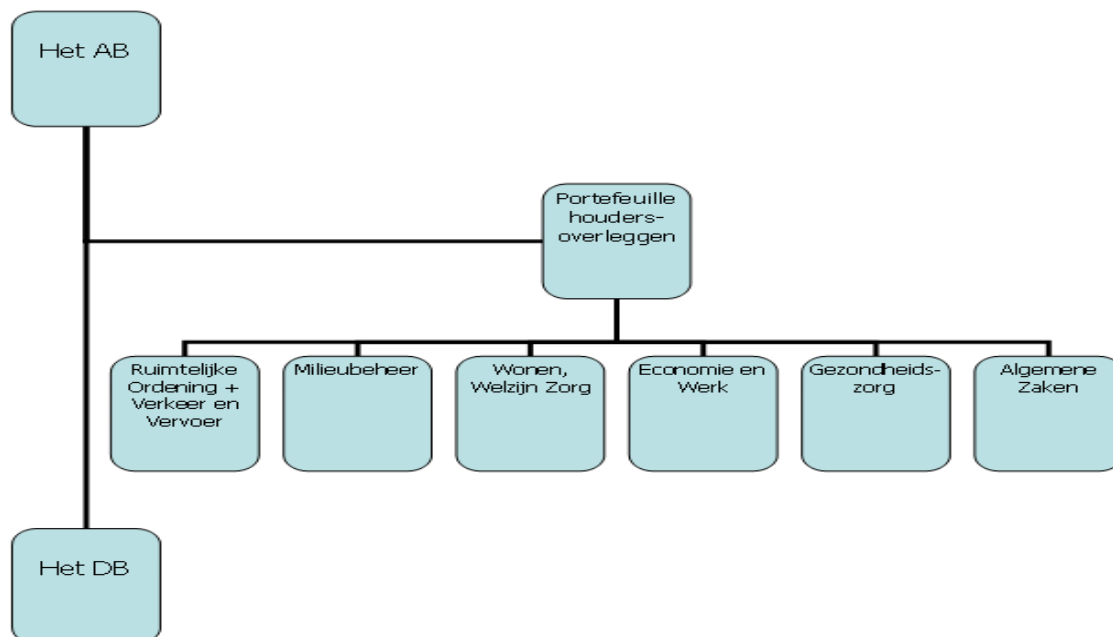 Het AB
Portefeuille
houders-
overleggen
Ruimtelijke
Ordening +
Verkeer en
Vervoer
Milieubeheer
Wonen,
Welzijn Zorg
Economie en
Werk
Gezondheids-
zorg
Algemene
Zaken
Het DB